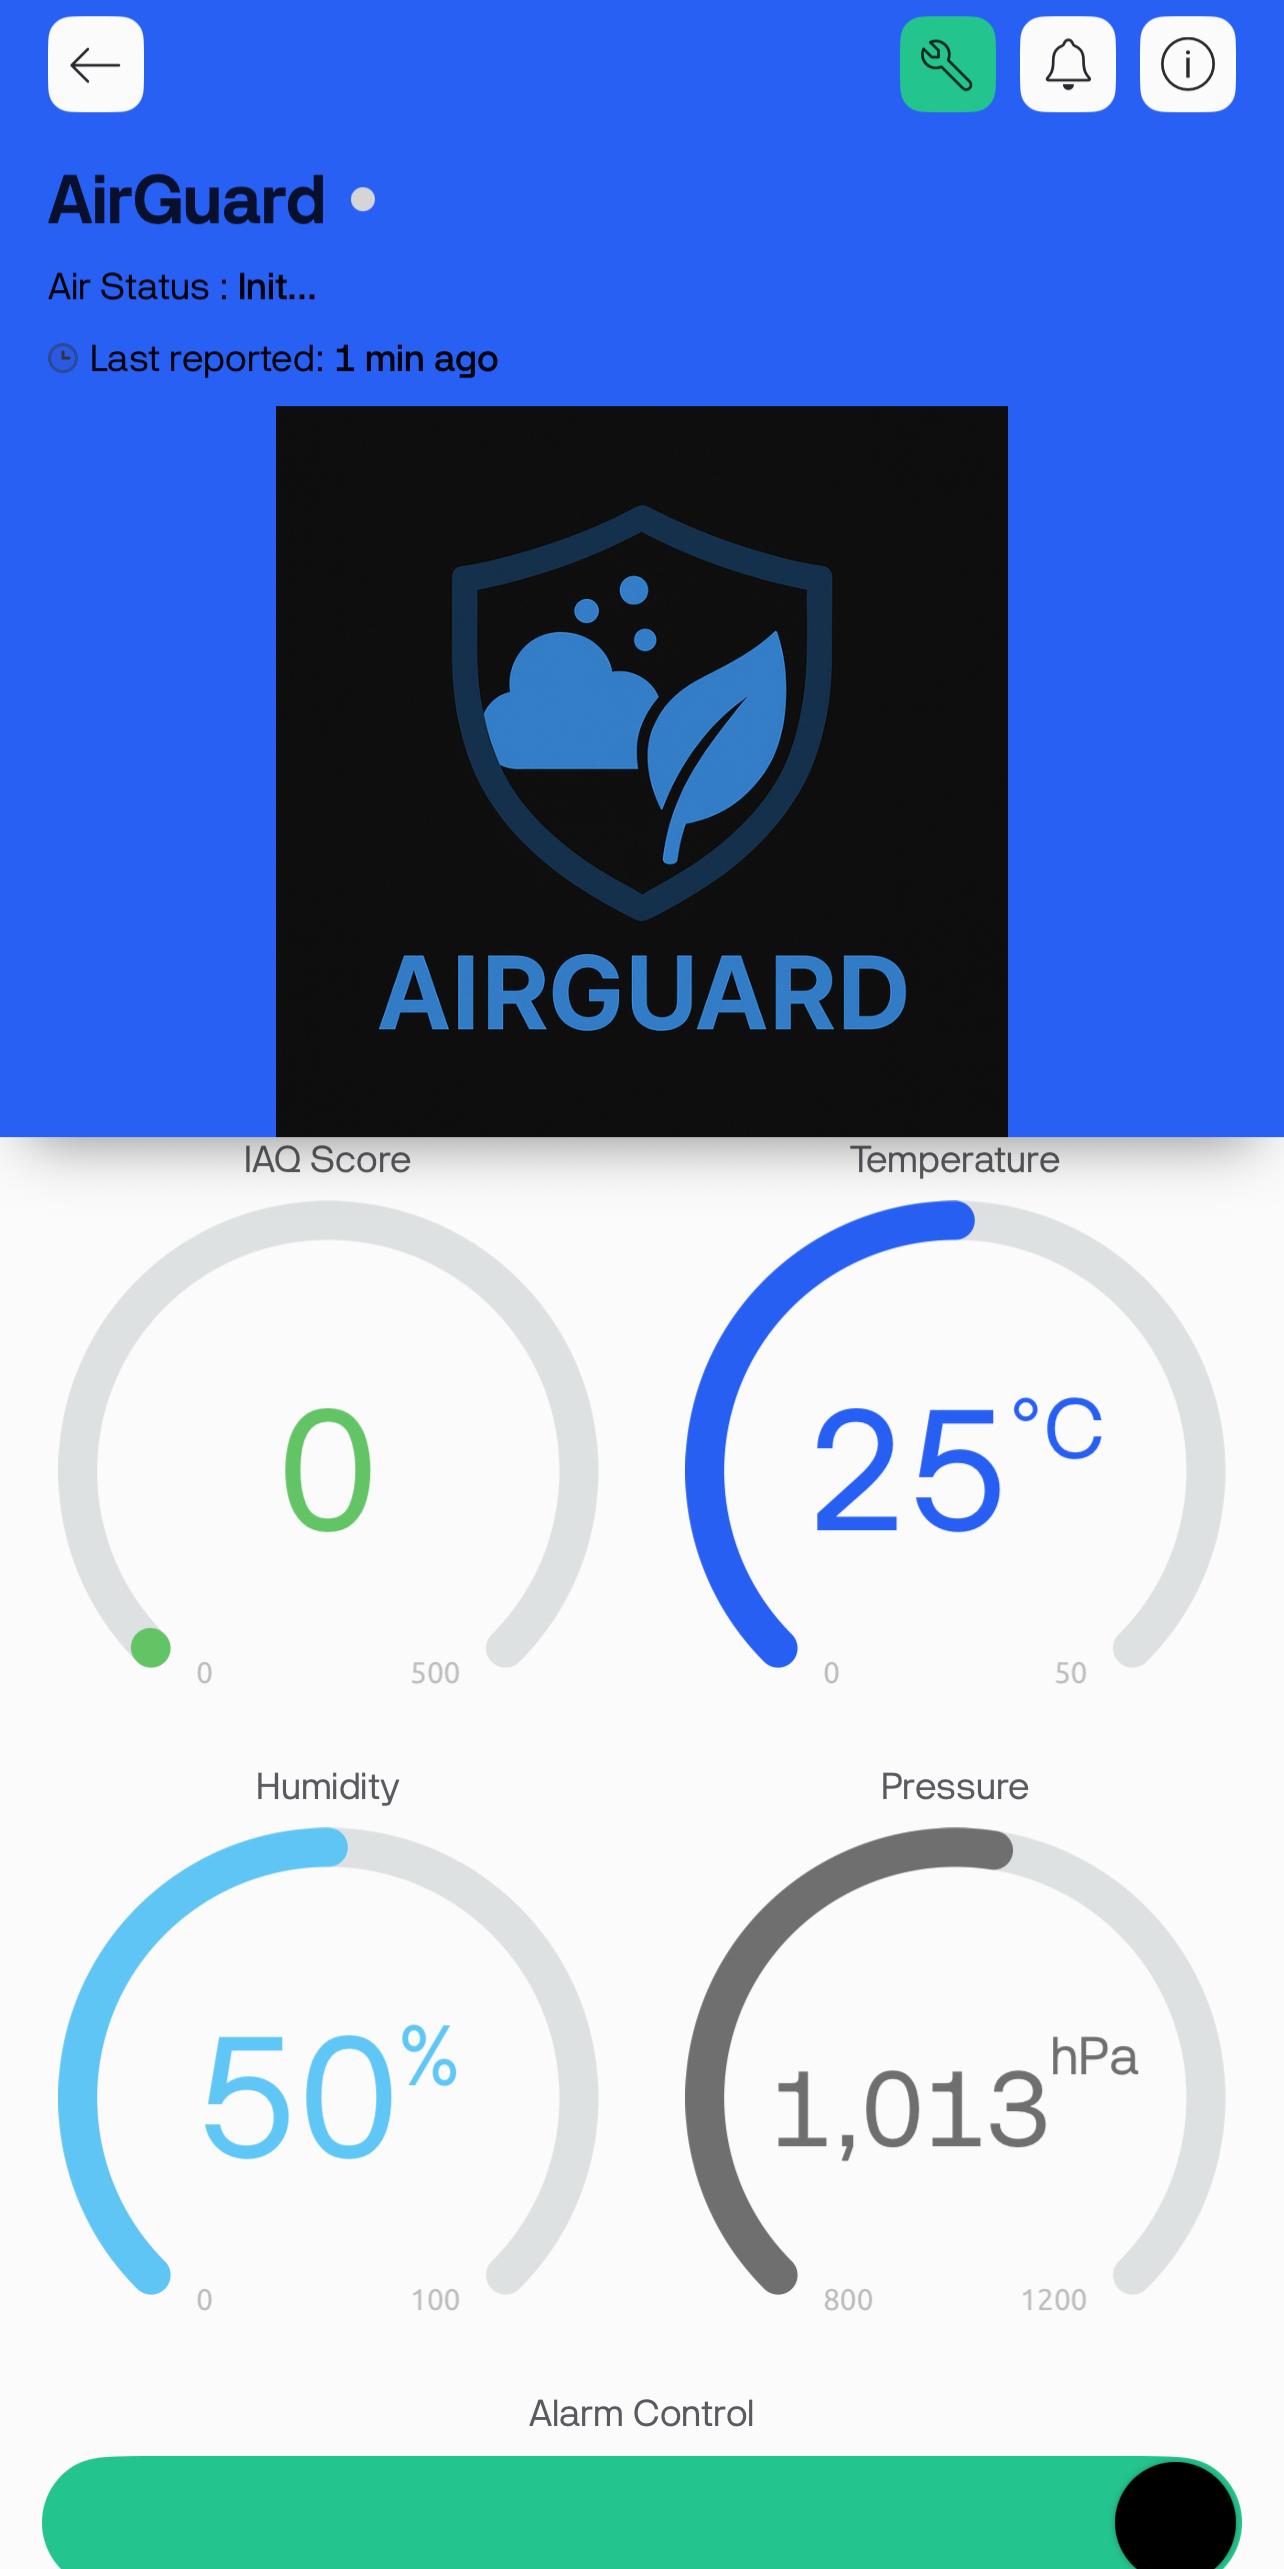 AirGuard
Air Status : Init...
Last reported: 1 min ago
AIRGUARD
IAQ Score
Temperature
0
25 °C
0 500
0 50
Humidity
Pressure
50 %
1,013 hPa
0 100
800 1200
Alarm Control